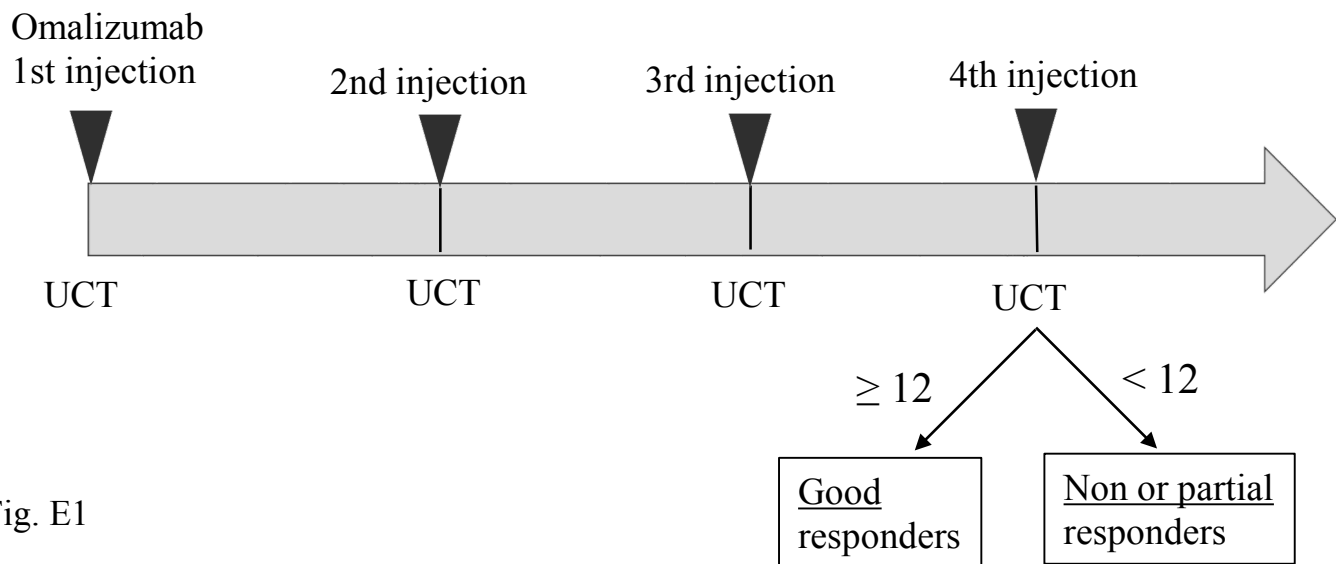 Omalizumab
1st injection
2nd injection
3rd injection
4th injection
UCT
UCT
UCT
UCT
≥ 12
< 12
Good
responders
Non or partial
responders
Fig. E1